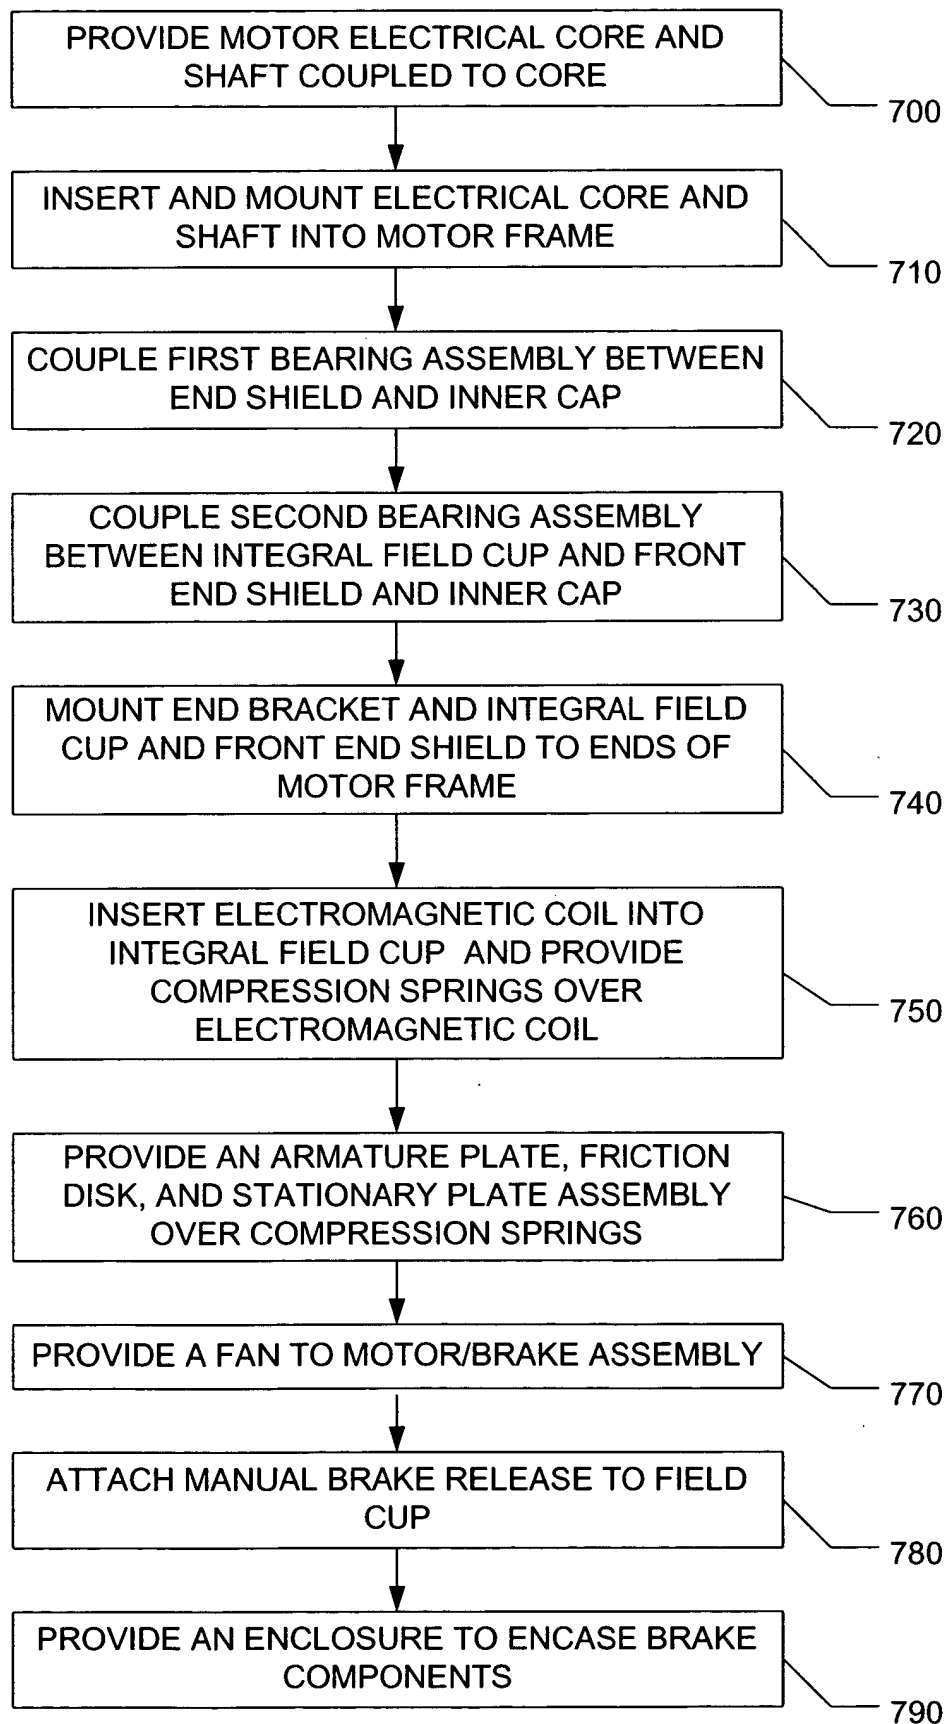 PROVIDE MOTOR ELECTRICAL CORE AND
SHAFT COUPLED TO CORE
700
INSERT AND MOUNT ELECTRICAL CORE AND
SHAFT INTO MOTOR FRAME
710
COUPLE FIRST BEARING ASSEMBLY BETWEEN
END SHIELD AND INNER CAP
720
COUPLE SECOND BEARING ASSEMBLY
BETWEEN INTEGRAL FIELD CUP AND FRONT
END SHIELD AND INNER CAP
730
MOUNT END BRACKET AND INTEGRAL FIELD
CUP AND FRONT END SHIELD TO ENDS OF
MOTOR FRAME
740
INSERT ELECTROMAGNETIC COIL INTO
INTEGRAL FIELD CUP AND PROVIDE
COMPRESSION SPRINGS OVER
ELECTROMAGNETIC COIL
750
PROVIDE AN ARMATURE PLATE, FRICTION
DISK, AND STATIONARY PLATE ASSEMBLY
OVER COMPRESSION SPRINGS
760
PROVIDE A FAN TO MOTOR/BRAKE ASSEMBLY
770
ATTACH MANUAL BRAKE RELEASE TO FIELD
CUP
780
PROVIDE AN ENCLOSURE TO ENCASE BRAKE
COMPONENTS
790